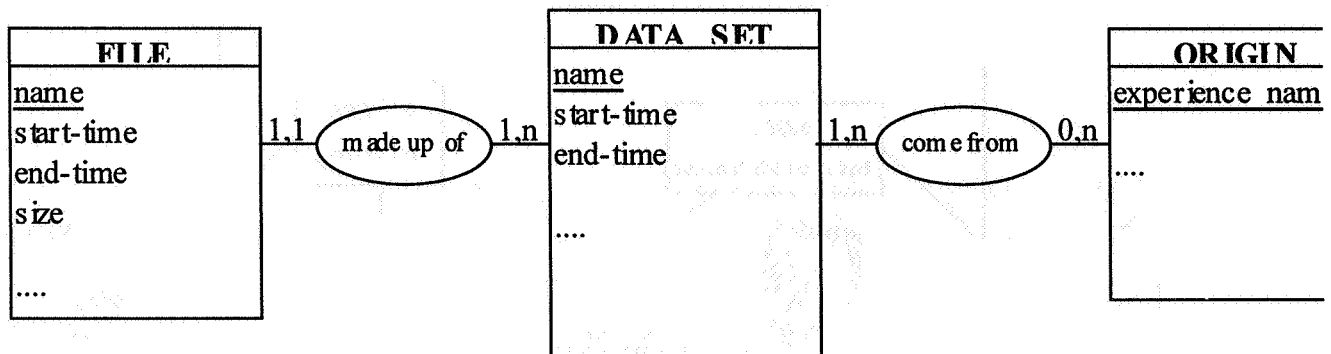 FILE
name
start-time
end-time
size
....
1,1
made up of
1,n
DATA SET
name
start-time
end-time
....
1,n
come from
0,n
ORIGIN
experience nam
....